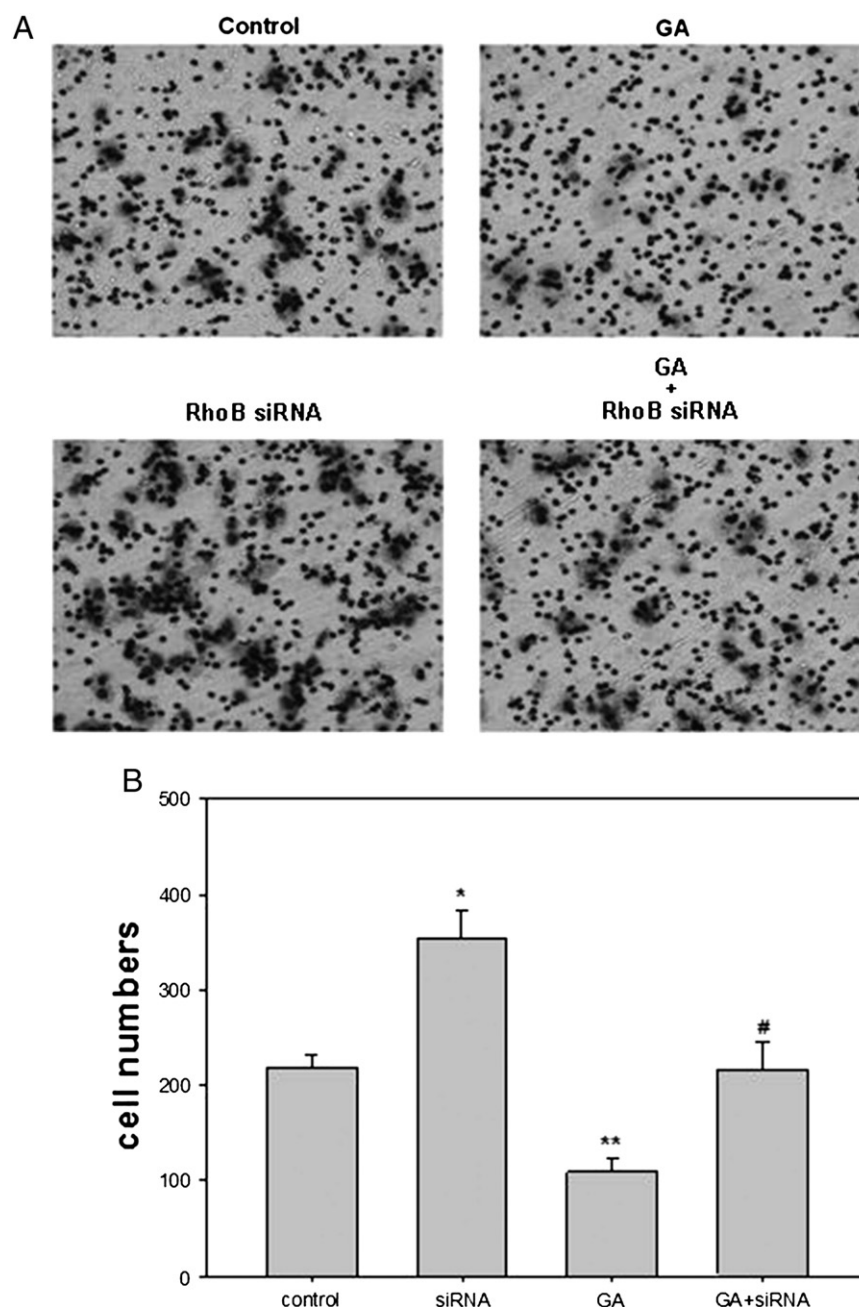 A
Control
GA
RhoB siRNA
GA
+
RhoB siRNA
B
500
400
300
200
100
0
cell numbers
*
**
#
control
siRNA
GA
GA+siRNA